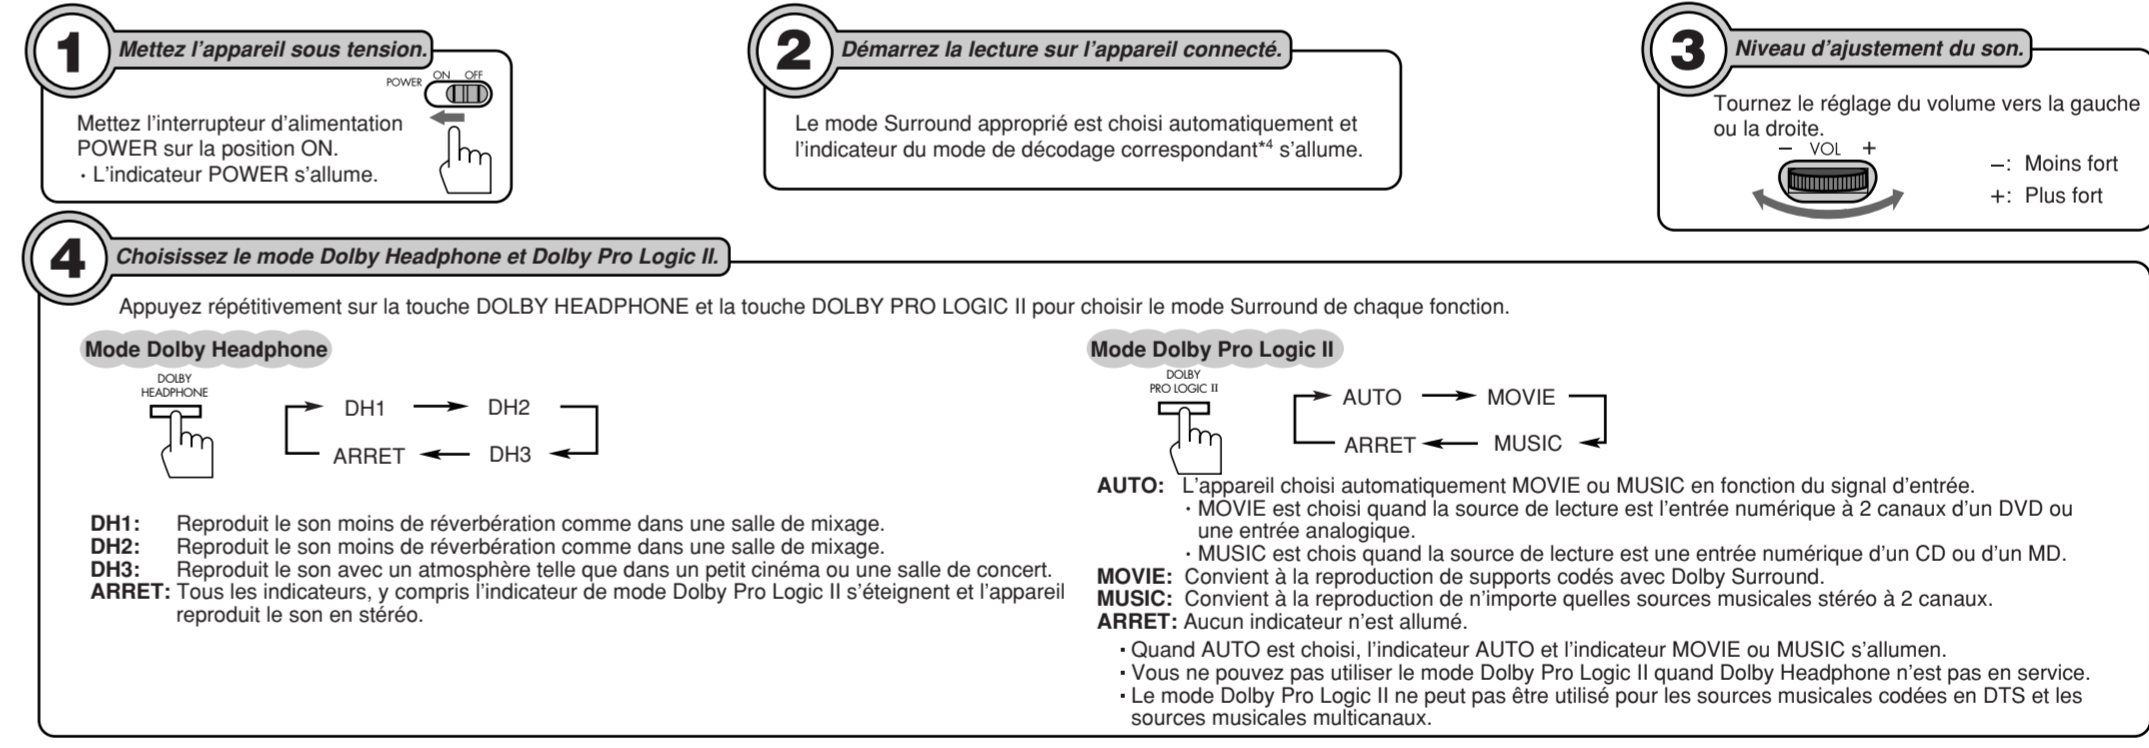 1 Mettez l'appareil sous tension.
POWER ON OFF
Mettez l'interrupteur d'alimentation
POWER sur la position ON.
· L'indicateur POWER s'allume.
2 Démarrez la lecture sur l'appareil connecté.
Le mode Surround approprié est choisi automatiquement et
l'indicateur du mode de décodage correspondant*4 s'allume.
3 Niveau d'ajustement du son.
Tournez le réglage du volume vers la gauche
ou la droite.
– VOL +
–: Moins fort
+: Plus fort
4 Choisissez le mode Dolby Headphone et Dolby Pro Logic II.
Appuyez répétitivement sur la touche DOLBY HEADPHONE et la touche DOLBY PRO LOGIC II pour choisir le mode Surround de chaque fonction.
Mode Dolby Headphone
DOLBY
HEADPHONE
DH1 DH2
ARRET DH3
DH1: Reproduit le son moins de réverbération comme dans une salle de mixage.
DH2: Reproduit le son moins de réverbération comme dans une salle de mixage.
DH3: Reproduit le son avec un atmosphère telle que dans un petit cinéma ou une salle de concert.
ARRET: Tous les indicateurs, y compris l'indicateur de mode Dolby Pro Logic II s'éteignent et l'appareil
reproduit le son en stéréo.
Mode Dolby Pro Logic II
DOLBY
PRO LOGIC II
AUTO MOVIE
ARRET MUSIC
AUTO: L'appareil choisi automatiquement MOVIE ou MUSIC en fonction du signal d'entrée.
· MOVIE est choisi quand la source de lecture est l'entrée numérique à 2 canaux d'un DVD ou
une entrée analogique.
· MUSIC est chois quand la source de lecture est une entrée numérique d'un CD ou d'un MD.
MOVIE: Convient à la reproduction de supports codés avec Dolby Surround.
MUSIC: Convient à la reproduction de n'importe quelles sources musicales stéréo à 2 canaux.
ARRET: Aucun indicateur n'est allumé.
· Quand AUTO est choisi, l'indicateur AUTO et l'indicateur MOVIE ou MUSIC s'allumen.
· Vous ne pouvez pas utiliser le mode Dolby Pro Logic II quand Dolby Headphone n'est pas en service.
· Le mode Dolby Pro Logic II ne peut pas être utilisé pour les sources musicales codées en DTS et les
sources musicales multicanaux.